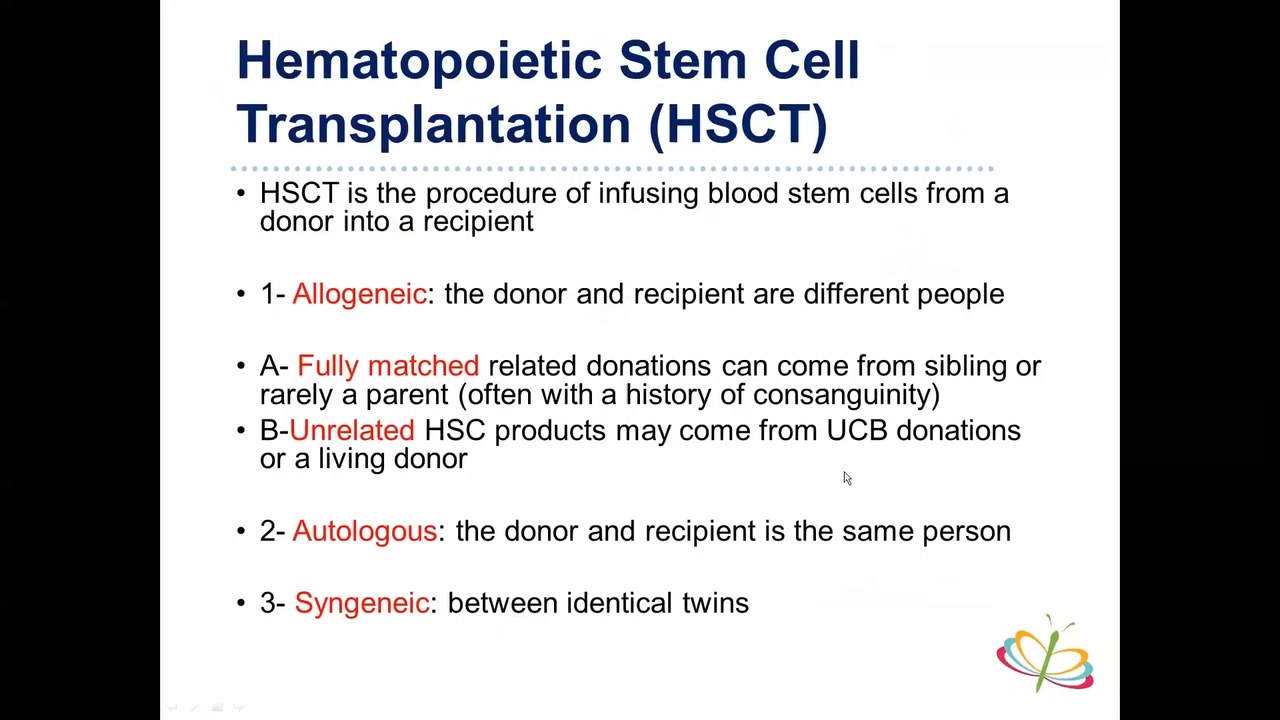 Hematopoietic Stem Cell
Transplantation (HSCT)
• HSCT is the procedure of infusing blood stem cells from a
donor into a recipient
• 1- Allogeneic: the donor and recipient are different people
• A- Fully matched related donations can come from sibling or
rarely a parent (often with a history of consanguinity)
• B-Unrelated HSC products may come from UCB donations
or a living donor
• 2- Autologous: the donor and recipient is the same person
• 3- Syngeneic: between identical twins